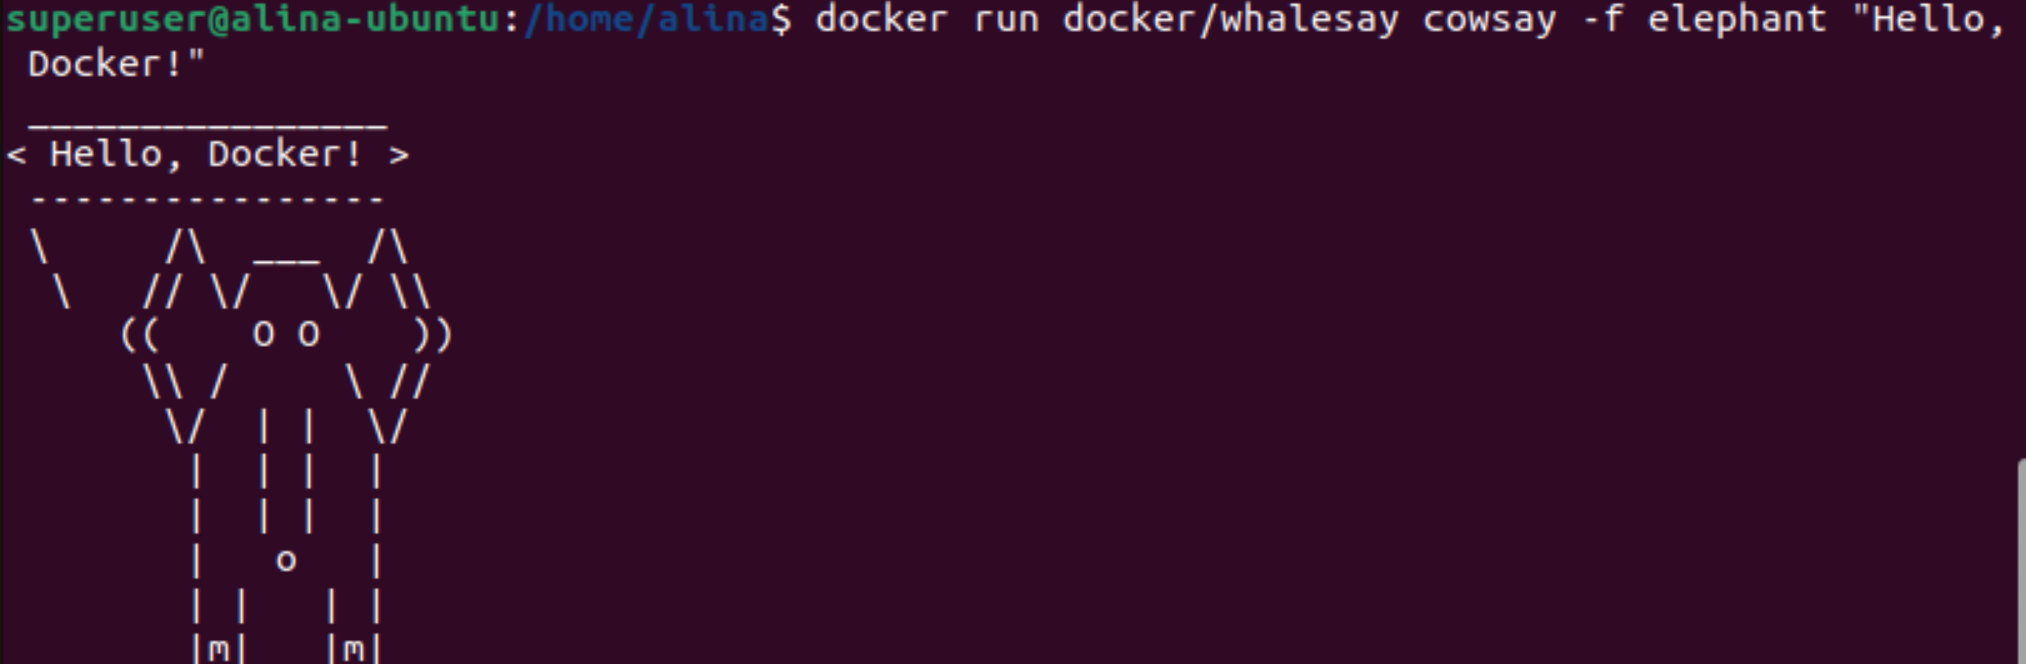 superuser@alina-ubuntu:/home/alina$ docker run docker/whalesay cowsay -f elephant "Hello,
 Docker!"
 ________________
< Hello, Docker! >
 ----------------
 \     /\  ___  /\
  \   // \/   \/ \\
     ((    O O    ))
      \\ /     \ //
       \/  | |  \/
        |  | |  |
        |  | |  |
        |   o   |
        | |   | |
        |m|   |m|